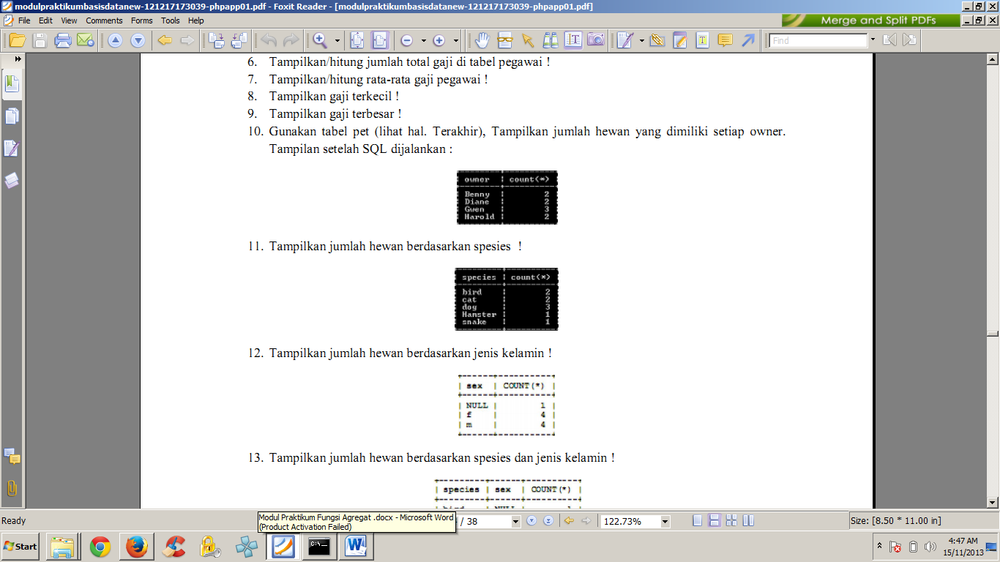 modulpraktikumbasisdatanew-121217173039-phpapp01.pdf - Foxit Reader - [modulpraktikumbasisdatanew-121217173039-phpapp01.pdf]
File Edit View Comments Forms Tools Help
Merge and Split PDFs
Find
6. Tampilkan/hitung jumlah total gaji di tabel pegawai !
7. Tampilkan/hitung rata-rata gaji pegawai !
8. Tampilkan gaji terkecil !
9. Tampilkan gaji terbesar !
10. Gunakan tabel pet (lihat hal. Terakhir), Tampilkan jumlah hewan yang dimiliki setiap owner.
Tampilan setelah SQL dijalankan :
owner count(*)
Benny 2
Diane 2
Gwen 3
Harold 2
11. Tampilkan jumlah hewan berdasarkan spesies !
species count(*)
bird 2
cat 2
dog 3
Hamster 1
snake 1
12. Tampilkan jumlah hewan berdasarkan jenis kelamin !
sex COUNT(*)
NULL 1
f 4
m 4
13. Tampilkan jumlah hewan berdasarkan spesies dan jenis kelamin !
species sex COUNT(*)
Ready
Modul Praktikum Fungsi Agregat .docx - Microsoft Word
(Product Activation Failed)
/ 38
122.73%
Size: [8.50 * 11.00 in]
Start
4:47 AM
15/11/2013